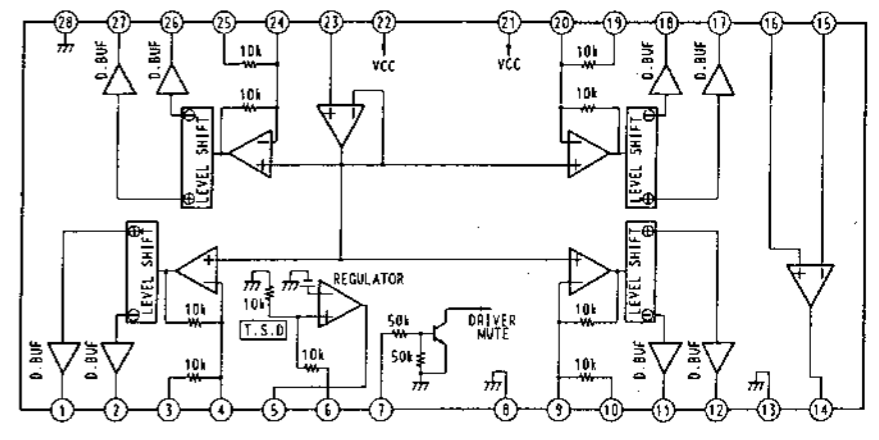 28 27 26 25 24 23 22 21 20 19 18 17 16 15
D.BUF D.BUF 10k VCC VCC 10k D.BUF D.BUF
10k 10k
+ - - +
LEVEL SHIFT - + - + LEVEL SHIFT
LEVEL SHIFT + - + - LEVEL SHIFT + -
REGULATOR
10k 10k - + 50k DRIVER MUTE 10k
T.S.D
D.BUF D.BUF 10k 10k 50k 10k D.BUF D.BUF
1 2 3 4 5 6 7 8 9 10 11 12 13 14